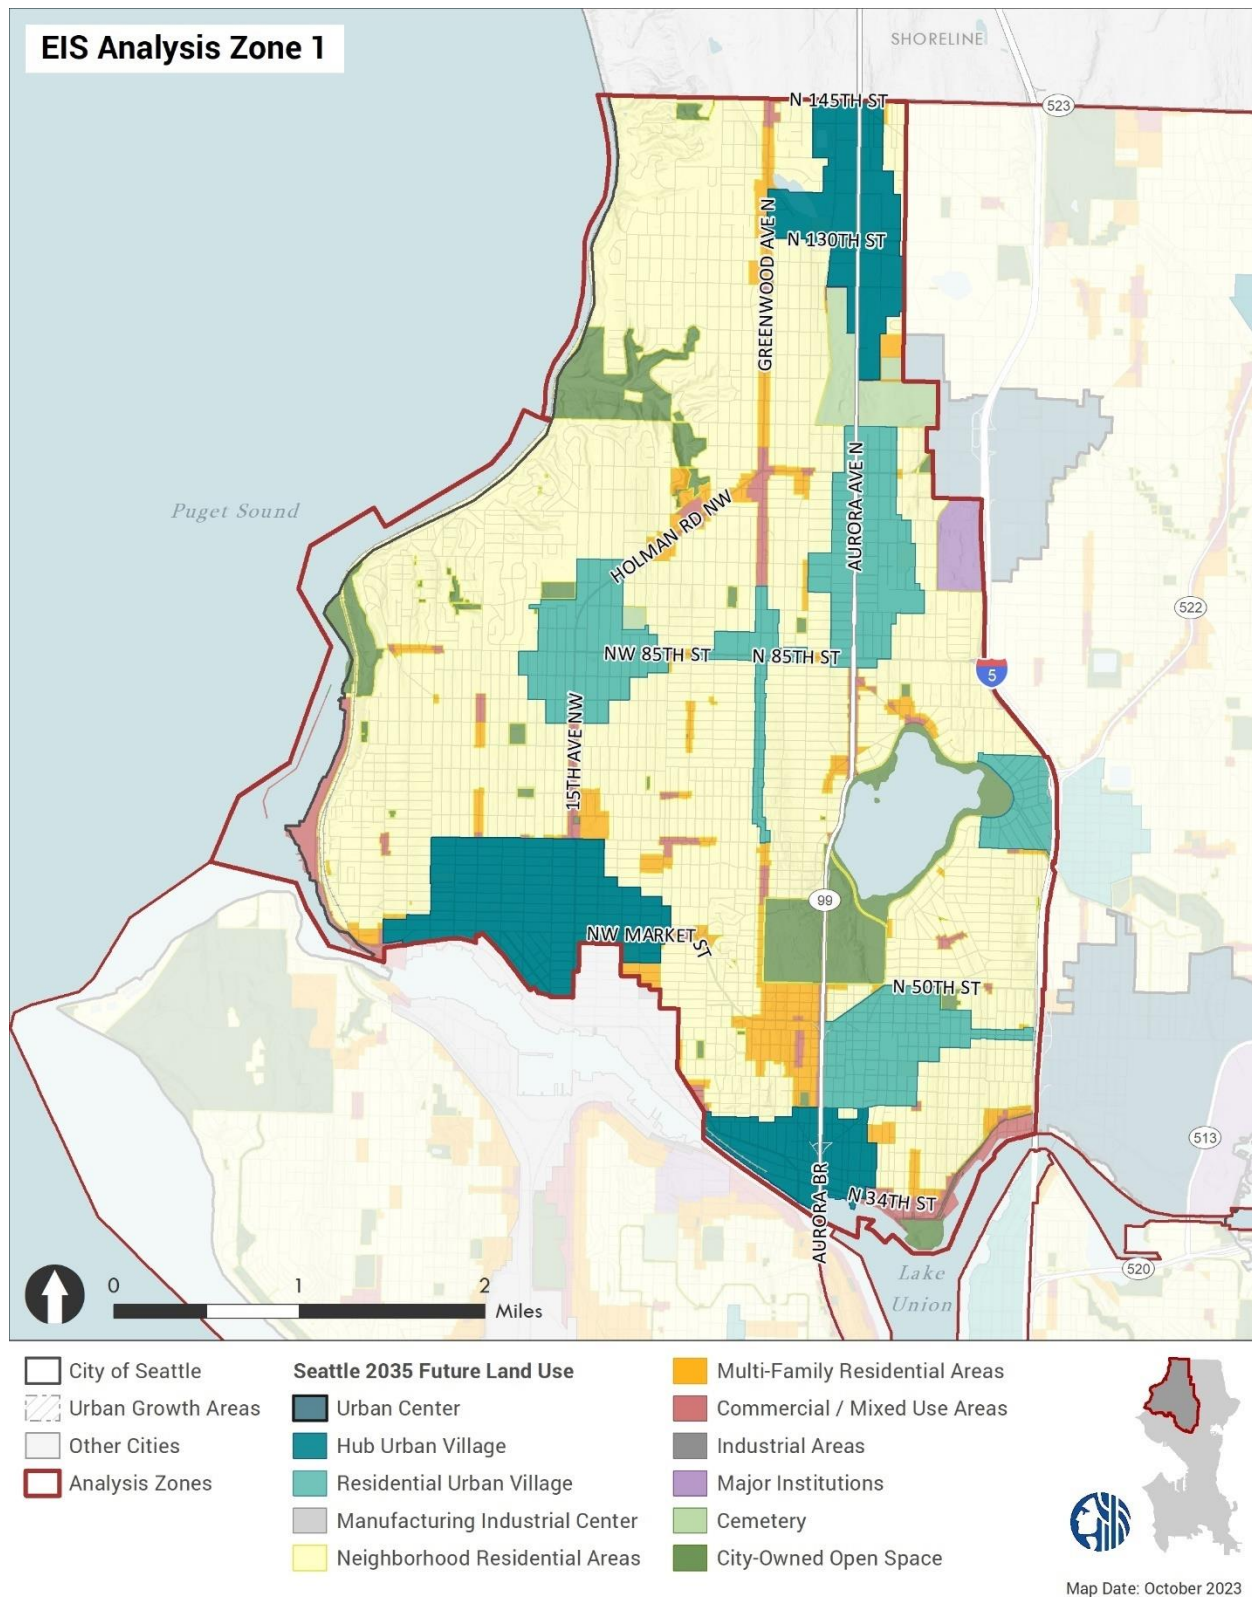 EIS Analysis Zone 1
SHORELINE
N 145TH ST
523
GREENWOOD AVE N
N 130TH ST
AURORA AVE N
Puget Sound
HOLMAN RD NW
522
NW 85TH ST
N 85TH ST
5
15TH AVE NW
99
NW MARKET ST
N 50TH ST
513
N 34TH ST
AURORA BR
520
Lake
Union
0 1 2
Miles
City of Seattle
Urban Growth Areas
Other Cities
Analysis Zones
Seattle 2035 Future Land Use
Urban Center
Hub Urban Village
Residential Urban Village
Manufacturing Industrial Center
Neighborhood Residential Areas
Multi-Family Residential Areas
Commercial / Mixed Use Areas
Industrial Areas
Major Institutions
Cemetery
City-Owned Open Space
Map Date: October 2023